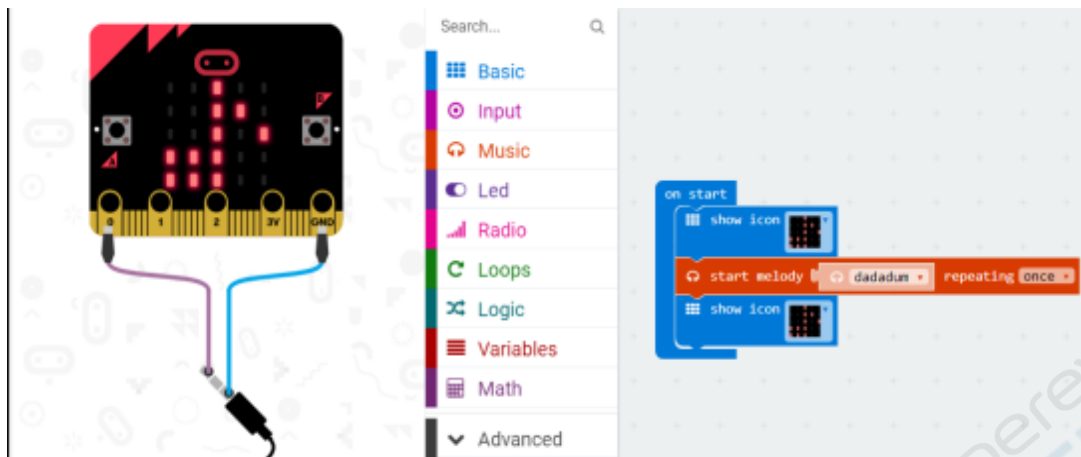 Search...
Basic
Input
Music
Led
Radio
Loops
Logic
Variables
Math
Advanced
A
B
0 1 2 3V GND
on start
show icon
start melody dadadum repeating once
show icon